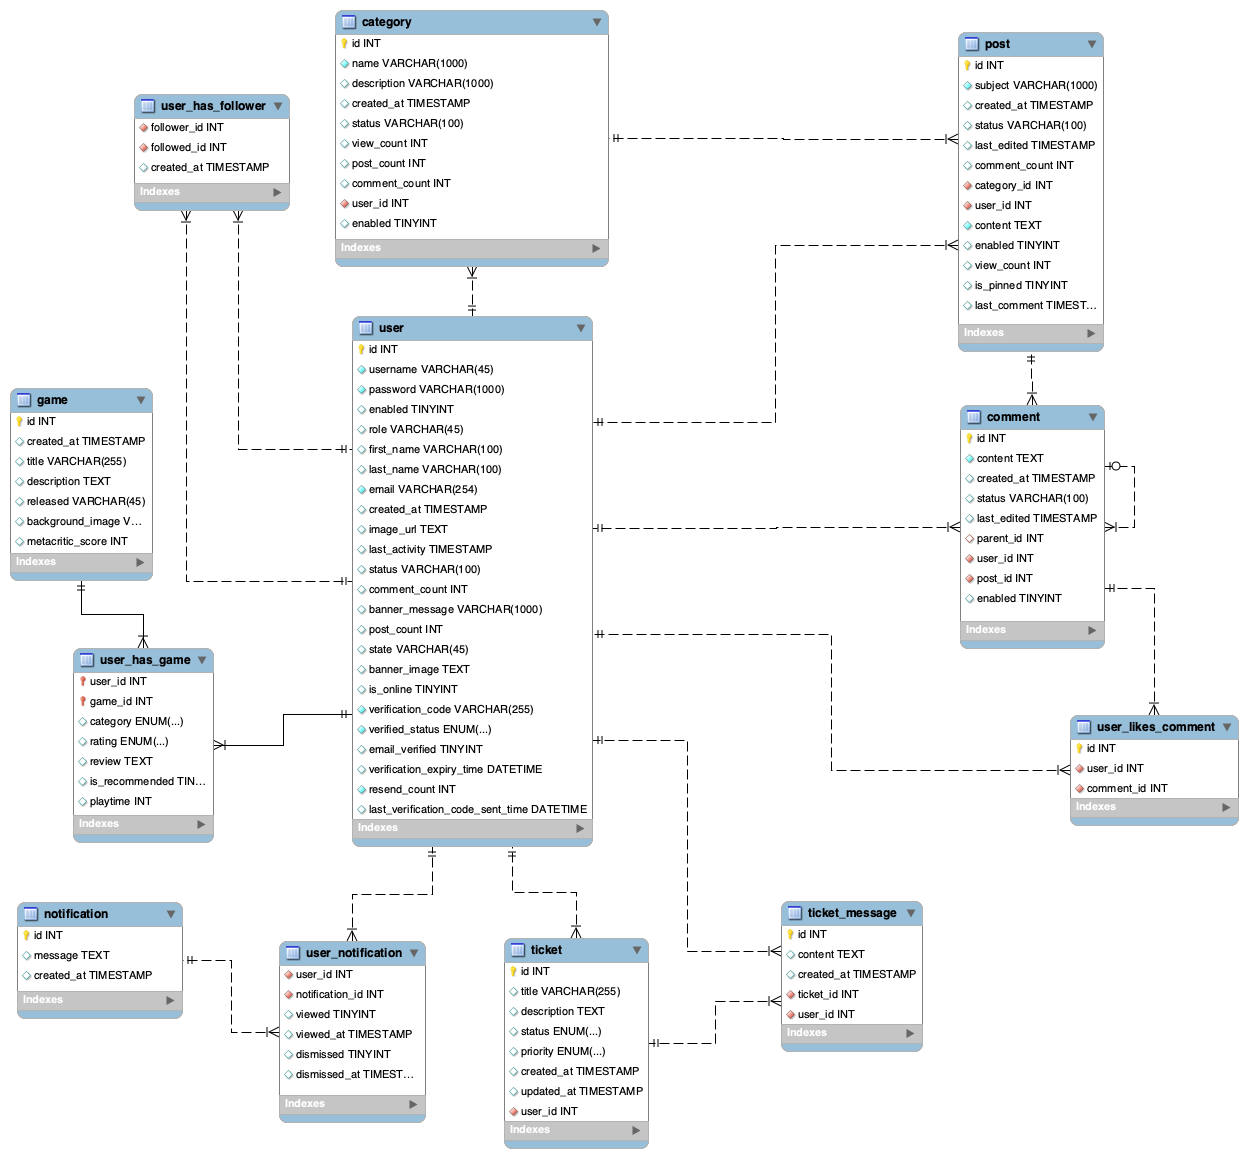 category
id INT
name VARCHAR(1000)
description VARCHAR(1000)
created_at TIMESTAMP
status VARCHAR(100)
view_count INT
post_count INT
comment_count INT
user_id INT
enabled TINYINT
Indexes
post
id INT
subject VARCHAR(1000)
created_at TIMESTAMP
status VARCHAR(100)
last_edited TIMESTAMP
comment_count INT
category_id INT
user_id INT
content TEXT
enabled TINYINT
view_count INT
is_pinned TINYINT
last_comment TIMEST...
Indexes
user_has_follower
follower_id INT
followed_id INT
created_at TIMESTAMP
Indexes
user
id INT
username VARCHAR(45)
password VARCHAR(1000)
enabled TINYINT
role VARCHAR(45)
first_name VARCHAR(100)
last_name VARCHAR(100)
email VARCHAR(254)
created_at TIMESTAMP
image_url TEXT
last_activity TIMESTAMP
status VARCHAR(100)
comment_count INT
banner_message VARCHAR(1000)
post_count INT
state VARCHAR(45)
banner_image TEXT
is_online TINYINT
verification_code VARCHAR(255)
verified_status ENUM(...)
email_verified TINYINT
verification_expiry_time DATETIME
resend_count INT
last_verification_code_sent_time DATETIME
Indexes
game
id INT
created_at TIMESTAMP
title VARCHAR(255)
description TEXT
released VARCHAR(45)
background_image V...
metacritic_score INT
Indexes
comment
id INT
content TEXT
created_at TIMESTAMP
status VARCHAR(100)
last_edited TIMESTAMP
parent_id INT
user_id INT
post_id INT
enabled TINYINT
Indexes
user_has_game
user_id INT
game_id INT
category ENUM(...)
rating ENUM(...)
review TEXT
is_recommended TIN...
playtime INT
Indexes
user_likes_comment
id INT
user_id INT
comment_id INT
Indexes
notification
id INT
message TEXT
created_at TIMESTAMP
Indexes
user_notification
user_id INT
notification_id INT
viewed TINYINT
viewed_at TIMESTAMP
dismissed TINYINT
dismissed_at TIMEST...
Indexes
ticket
id INT
title VARCHAR(255)
description TEXT
status ENUM(...)
priority ENUM(...)
created_at TIMESTAMP
updated_at TIMESTAMP
user_id INT
Indexes
ticket_message
id INT
content TEXT
created_at TIMESTAMP
ticket_id INT
user_id INT
Indexes